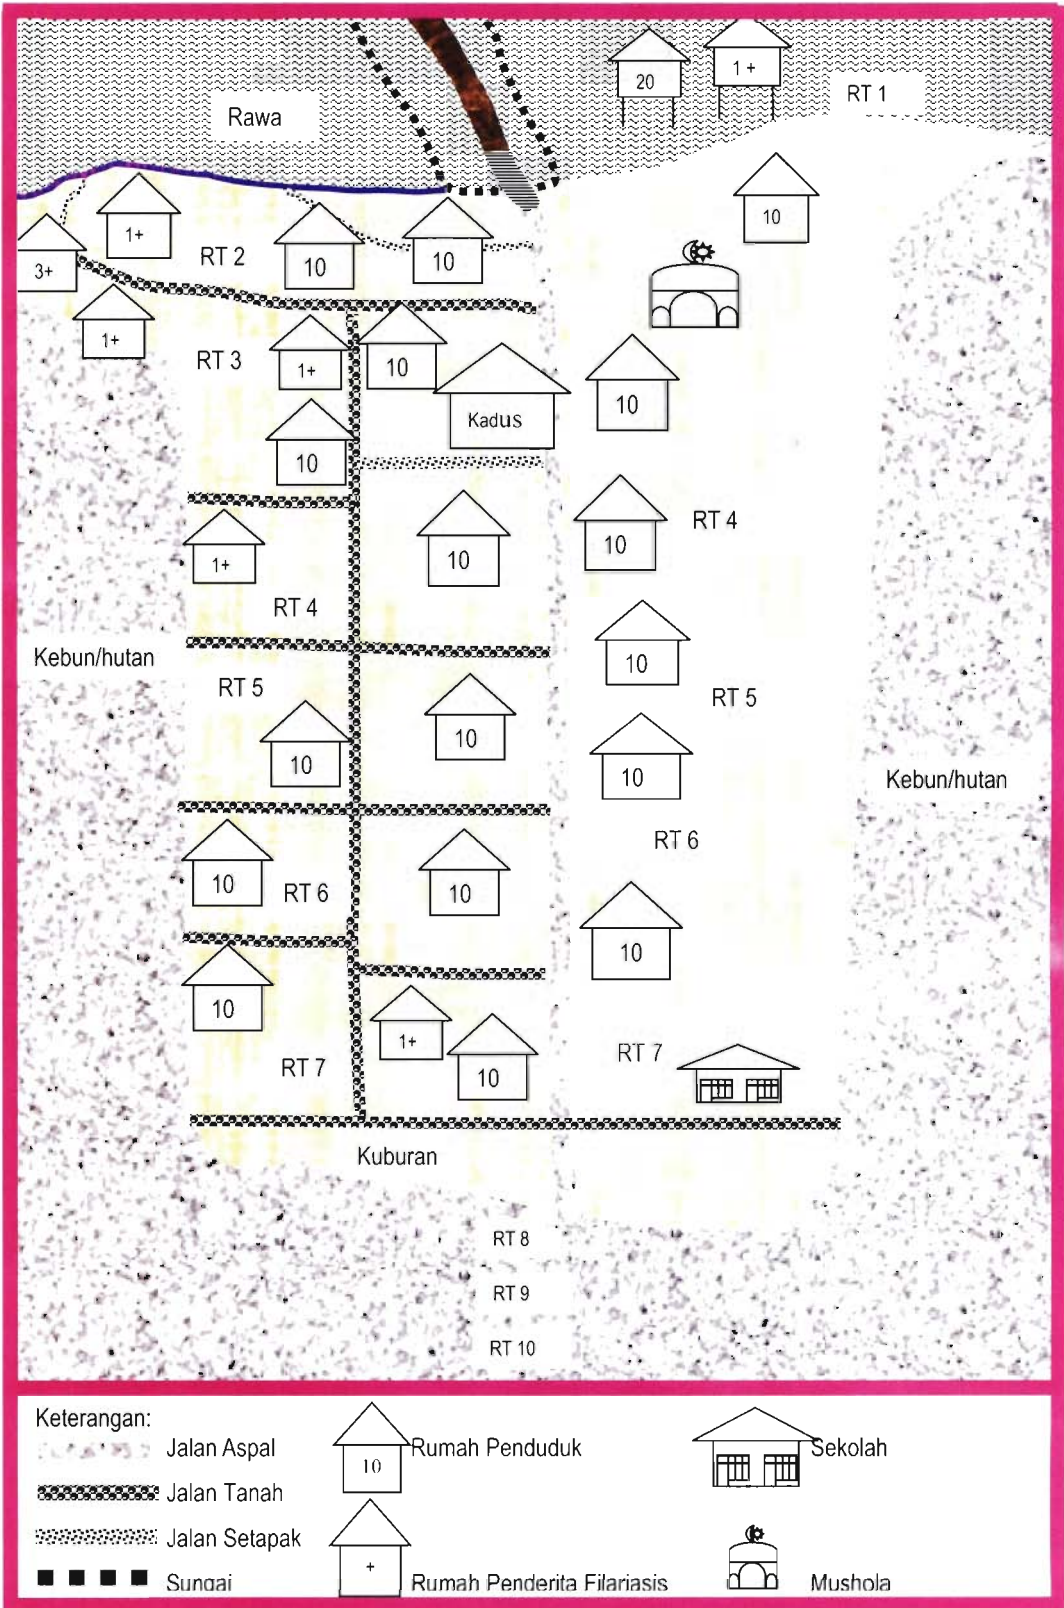 20
1 +
RT 1
Rawa
10
1+
RT 2
10
10
3+
1+
RT 3
1+
10
Kadus
10
10
RT 4
10
10
1+
RT 4
Kebun/hutan
10
RT 5
RT 5
10
10
10
Kebun/hutan
RT 6
10
RT 6
10
10
10
1+
RT 7
RT 7
10
Kuburan
RT 8
RT 9
RT 10
Keterangan:
Jalan Aspal
10
Rumah Penduduk
Sekolah
Jalan Tanah
Jalan Setapak
+
Sungai
Rumah Penderita Filariasis
Mushola